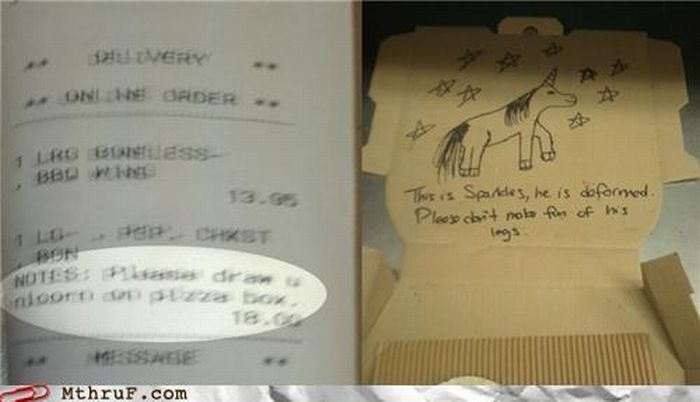 ** DELIVERY **
** ONLINE ORDER **
1 LRG BONELESS
, BBQ WING
13.95
1 LG
NOTES: Please draw u
nicorn on pizza box.
18.00
** MESSAGE **
This is Sparkles, he is deformed.
Please don't make fun of his
legs.
MthruF.com